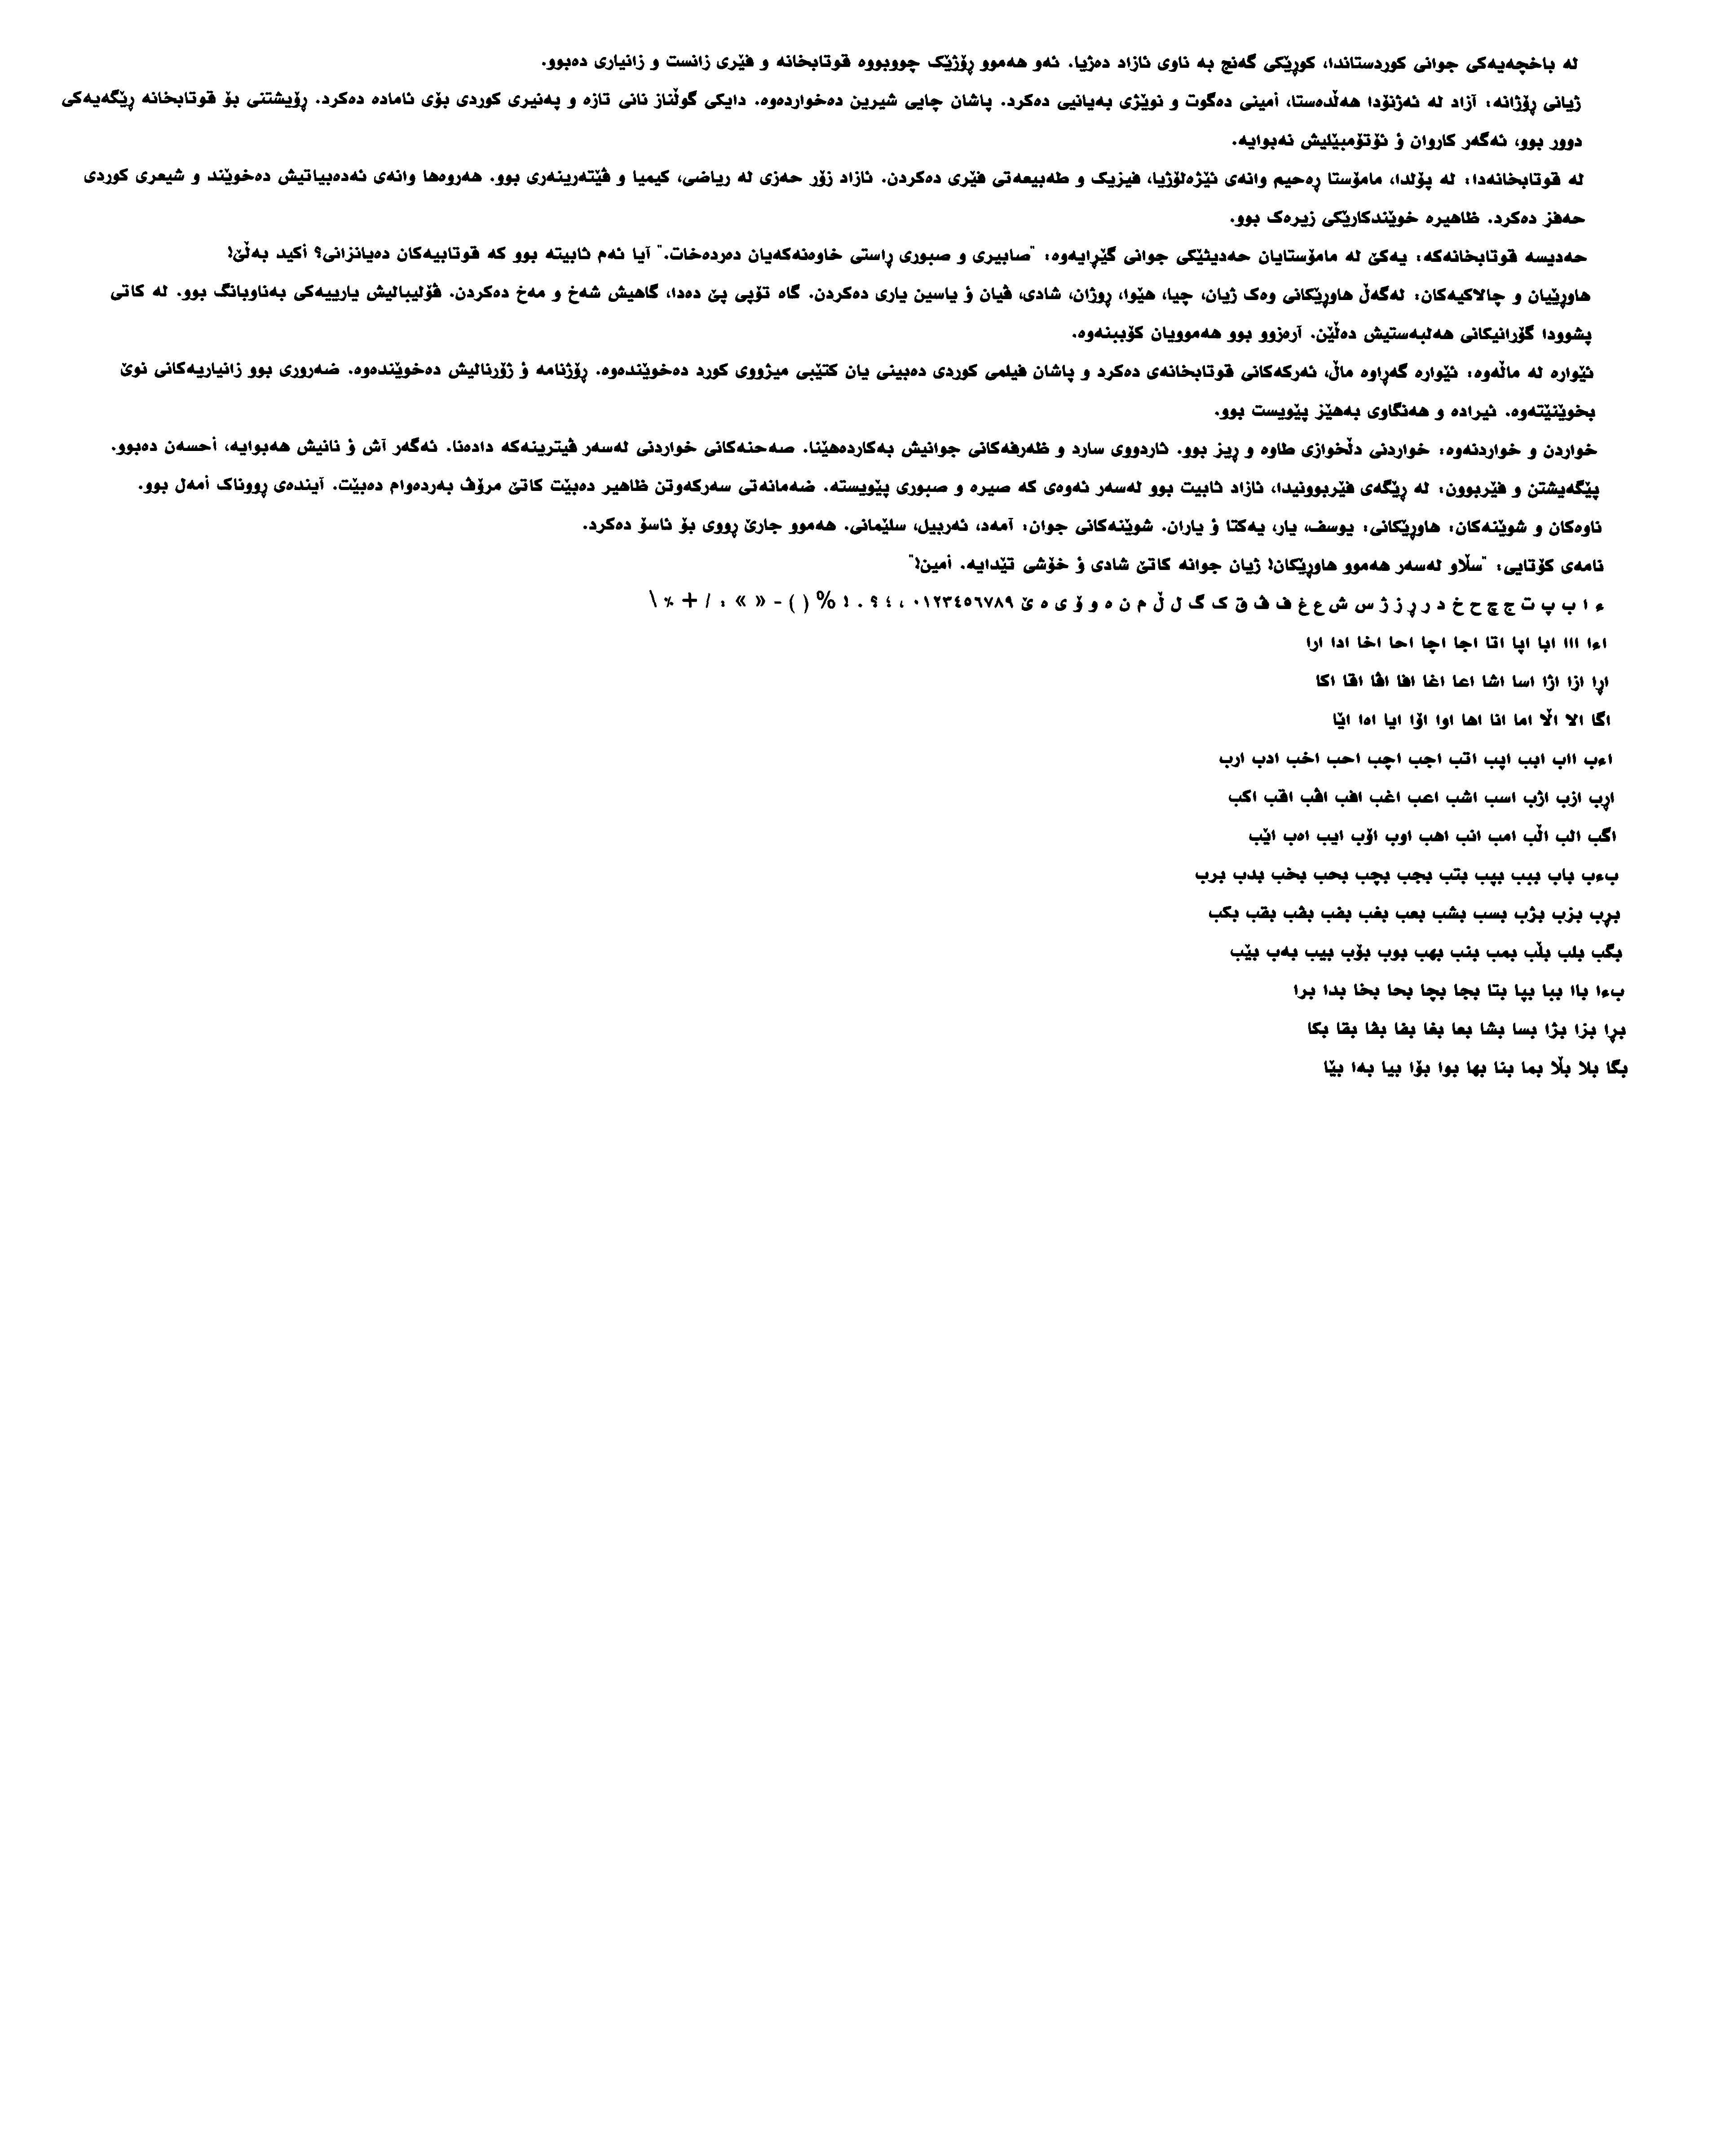 لە باخچەیەکی جوانی کوردستاندا، کوڕێکی گەنج بە ناوی ئازاد دەژیا. ئەو هەموو ڕۆژێک چووبووە قوتابخانە و فێری زانست و زانیاری دەبوو.
ژیانی ڕۆژانە: آزاد لە ئەژنۆدا هەڵدەستا، أمینی دەگوت و نوێژی بەیانیی دەکرد. پاشان چایی شیرین دەخواردەوە. دایکی گوڵناز نانی تازە و پەنیری کوردی بۆی ئامادە دەکرد. ڕۆیشتنی بۆ قوتابخانە ڕێگەیەکی
دوور بوو، ئەگەر کاروان ؤ ئۆتۆمبێلیش نەبوایە.
لە قوتابخانەدا: لە پۆلدا، مامۆستا ڕەحیم وانەی ئێژەلۆژیا، فیزیک و طەبیعەتی فێری دەکردن. ئازاد زۆر حەزی لە ریاضی، کیمیا و ڤێتەرینەری بوو. هەروەها وانەی ئەدەبیاتیش دەخوێند و شیعری کوردی
حەفز دەکرد. ظاهیرە خوێندکارێکی زیرەک بوو.
حەدیسە قوتابخانەکە: یەکێ لە مامۆستایان حەدیثێکی جوانی گێڕایەوە: "صابیری و صبوری ڕاستی خاوەنەکەیان دەردەخات." آیا ئەم ثابیتە بوو کە قوتابیەکان دەیانزانی؟ أکید بەڵێ!
هاوڕێیان و چالاکیەکان: لەگەڵ هاوڕێکانی وەک ژیان، چیا، هێوا، ڕوژان، شادی، ڤیان ؤ یاسین یاری دەکردن. گاه تۆپی پێ دەدا، گاهیش شەخ و مەخ دەکردن. ڤۆلیبالیش یارییەکی بەناوبانگ بوو. لە کاتی
پشوودا گۆرانیکانی هەلبەستیش دەڵێن. آرەزوو بوو هەموویان کۆببنەوە.
ئێوارە لە ماڵەوە: ئێوارە گەڕاوە ماڵ، ئەرکەکانی قوتابخانەی دەکرد و پاشان فیلمی کوردی دەبینی یان کتێبی میژووی کورد دەخوێندەوە. ڕۆژنامە ؤ ژۆرنالیش دەخوێندەوە. ضەروری بوو زانیاریەکانی نوێ
بخوێنێتەوە. ئیرادە و هەنگاوی بەهێز پێویست بوو.
خواردن و خواردنەوە: خواردنی دڵخوازی طاوە و ڕیز بوو. ئاردووی سارد و ظەرفەکانی جوانیش بەکاردەهێنا. صەحنەکانی خواردنی لەسەر ڤیترینەکە دادەنا. ئەگەر آش ؤ نانیش هەبوایە، أحسەن دەبوو.
پێگەیشتن و فێربوون: لە ڕێگەی فێربوونیدا، ئازاد ثابیت بوو لەسەر ئەوەی کە صیرە و صبوری پێویستە. ضەمانەتی سەرکەوتن ظاهیر دەبێت کاتێ مرۆڤ بەردەوام دەبێت. آیندەی ڕووناک أمەل بوو.
ناوەکان و شوێنەکان: هاوڕێکانی: یوسف، یار، یەکتا ؤ یاران. شوێنەکانی جوان: آمەد، ئەربیل، سلێمانی. هەموو جارێ ڕووی بۆ ئاسۆ دەکرد.
نامەی کۆتایی: "سڵاو لەسەر هەموو هاوڕێکان! ژیان جوانە کاتێ شادی ؤ خۆشی تێدایە. أمین!"
ء ا ب پ ت ج چ ح خ د ر ڕ ز ژ س ش ع غ ف ڤ ق ک گ ل ڵ م ن ه و ۆ ی ە ێ ٠١٢٣٤٥٦٧٨٩ ، ؛ ؟ . ! % ( ) - « » : / + ٪ \
اءا ااا ابا اپا اتا اجا اچا احا اخا ادا ارا
اڕا ازا اژا اسا اشا اعا اغا افا اڤا اقا اکا
اگا الا اڵا اما انا اها اوا اۆا ایا اەا اێا
اءب ااب ابب اپب اتب اجب اچب احب اخب ادب ارب
اڕب ازب اژب اسب اشب اعب اغب افب اڤب اقب اکب
اگب الب اڵب امب انب اهب اوب اۆب ایب اەب اێب
بءب باب ببب بپب بتب بجب بچب بحب بخب بدب برب
بڕب بزب بژب بسب بشب بعب بغب بفب بڤب بقب بکب
بگب بلب بڵب بمب بنب بهب بوب بۆب بیب بەب بێب
بءا باا ببا بپا بتا بجا بچا بحا بخا بدا برا
بڕا بزا بژا بسا بشا بعا بغا بفا بڤا بقا بکا
بگا بلا بڵا بما بنا بها بوا بۆا بیا بەا بێا